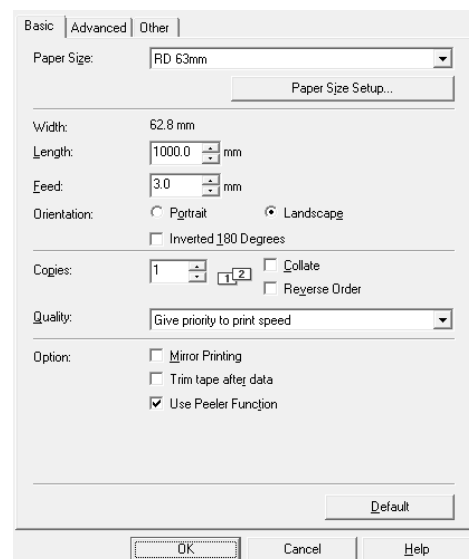 Basic Advanced Other
Paper Size: RD 63mm
Paper Size Setup...
Width: 62.8 mm
Length: 1000.0 mm
Feed: 3.0 mm
Orientation: Portrait Landscape
Inverted 180 Degrees
Copies: 1 1 2 Collate
Reverse Order
Quality: Give priority to print speed
Option: Mirror Printing
Trim tape after data
Use Peeler Function
Default
OK Cancel Help